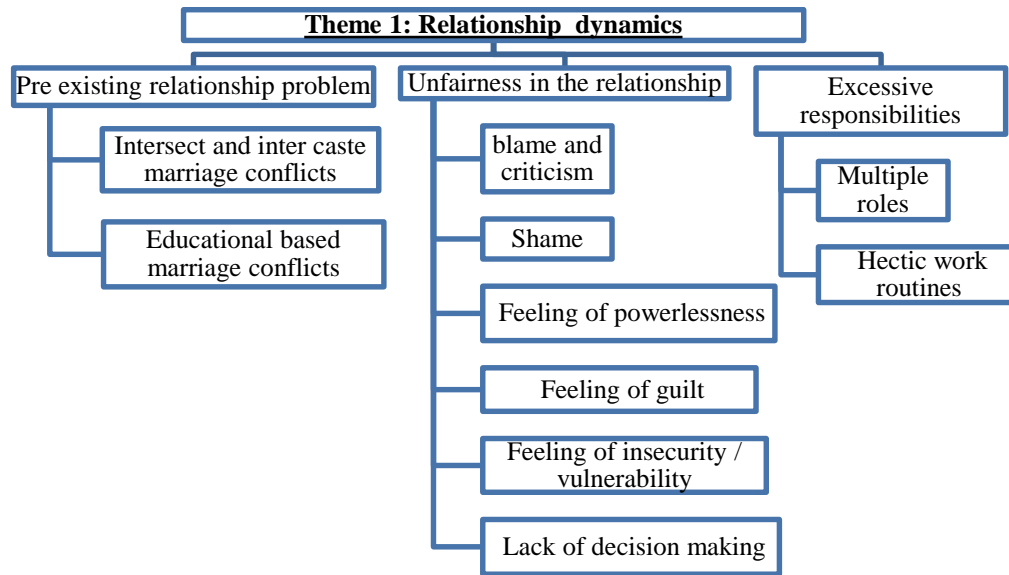 Theme 1: Relationship dynamics
Pre existing relationship problem
Intersect and inter caste
marriage conflicts
Educational based
marriage conflicts
Unfairness in the relationship
blame and
criticism
Shame
Feeling of powerlessness
Feeling of guilt
Feeling of insecurity /
vulnerability
Lack of decision making
Excessive
responsibilities
Multiple
roles
Hectic work
routines